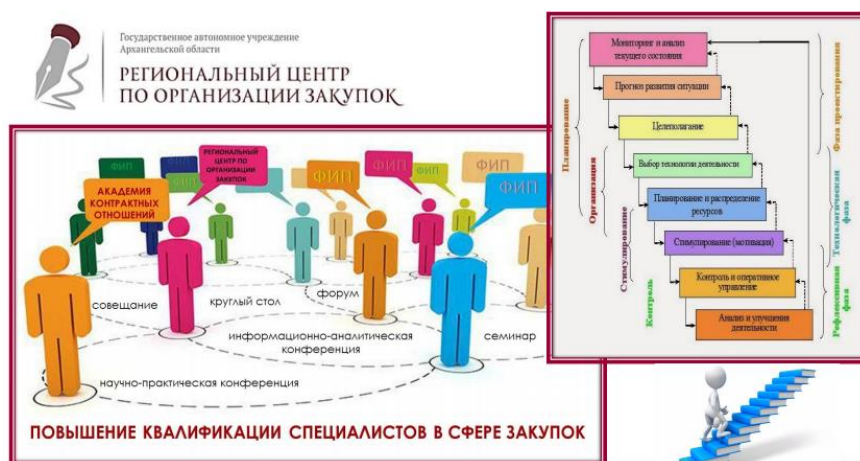 Государственное автономное учреждение
Архангельской области
РЕГИОНАЛЬНЫЙ ЦЕНТР
ПО ОРГАНИЗАЦИИ ЗАКУПОК
ФИП
ФИП
РЕГИОНАЛЬНЫЙ
ЦЕНТР ПО
ОРГАНИЗАЦИИ
ЗАКУПОК
ФИП
ФИП
ФИП
ФИП
ФИП
ФИП
АКАДЕМИЯ
КОНТРАКТНЫХ
ОТНОШЕНИЙ
совещание
круглый стол
форум
информационно-аналитическая
конференция
семинар
научно-практическая конференция
ПОВЫШЕНИЕ КВАЛИФИКАЦИИ СПЕЦИАЛИСТОВ В СФЕРЕ ЗАКУПОК
Планирование
Организация
Стимулирование
Контроль
Мониторинг и анализ
текущего состояния
Прогноз развития ситуации
Целеполагание
Выбор технологии деятельности
Планирование и распределение
ресурсов
Стимулирование (мотивация)
Контроль и оперативное
управление
Анализ и улучшения
деятельности
Фаза проектирования
Технологическая
фаза
Рефлексивная
фаза